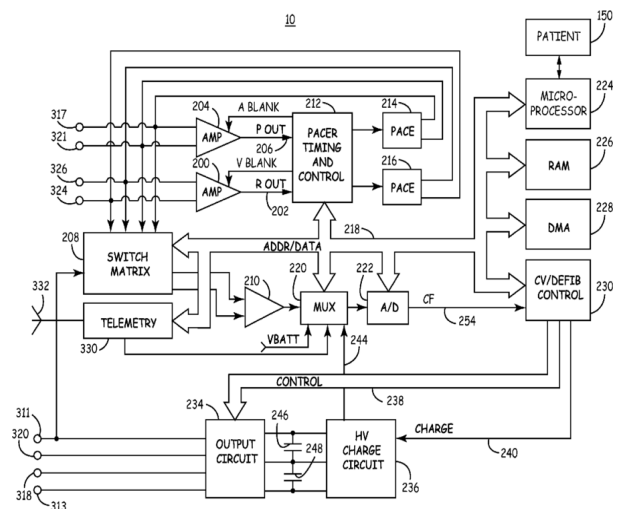 10
150
PATIENT
317
321
326
324
204
AMP
A BLANK
P OUT
206
V BLANK
200
AMP
R OUT
202
212
PACER
TIMING
AND
CONTROL
214
PACE
216
PACE
MICRO-
PROCESSOR
224
RAM
226
DMA
228
218
ADDR/DATA
208
SWITCH
MATRIX
332
TELEMETRY
330
210
220
MUX
222
A/D
CF
254
CV/DEFIB
CONTROL
230
VBATT
244
CONTROL
238
234
OUTPUT
CIRCUIT
246
248
HV
CHARGE
CIRCUIT
236
CHARGE
240
311
320
318
313